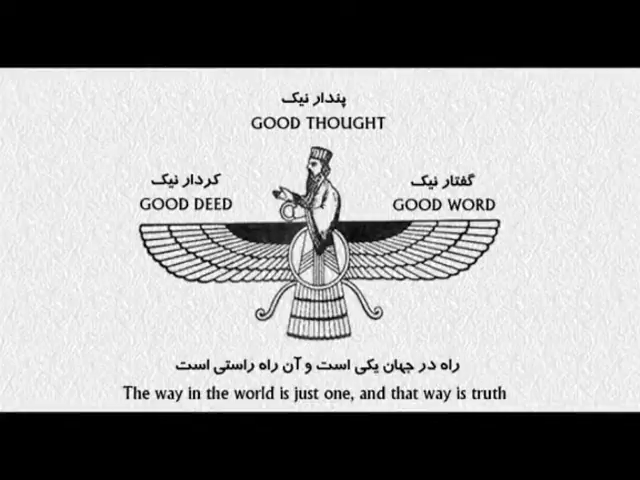 پندار نیک
GOOD THOUGHT
گفتار نیک
GOOD WORD
کردار نیک
GOOD DEED
راه در جهان یکی است و آن راه راستی است
The way in the world is just one, and that way is truth